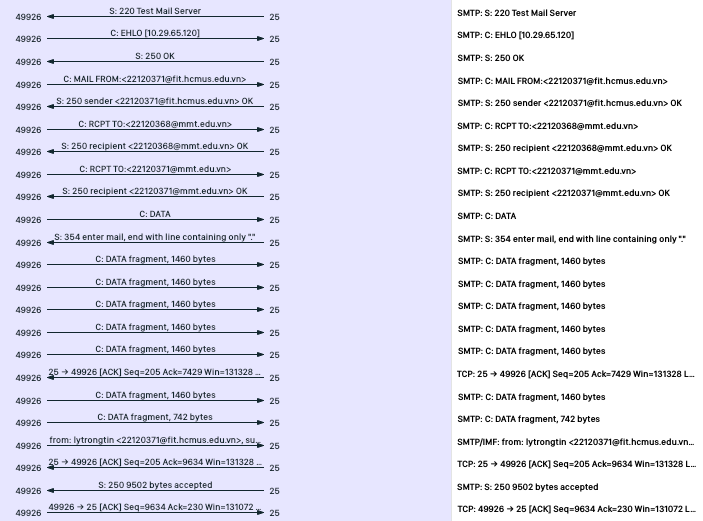 49926 S: 220 Test Mail Server 25 SMTP: S: 220 Test Mail Server
49926 C: EHLO [10.29.65.120] 25 SMTP: C: EHLO [10.29.65.120]
49926 S: 250 OK 25 SMTP: S: 250 OK
49926 C: MAIL FROM:<22120371@fit.hcmus.edu.vn> 25 SMTP: C: MAIL FROM:<22120371@fit.hcmus.edu.vn>
49926 S: 250 sender <22120371@fit.hcmus.edu.vn> OK 25 SMTP: S: 250 sender <22120371@fit.hcmus.edu.vn> OK
49926 C: RCPT TO:<22120368@mmt.edu.vn> 25 SMTP: C: RCPT TO:<22120368@mmt.edu.vn>
49926 S: 250 recipient <22120368@mmt.edu.vn> OK 25 SMTP: S: 250 recipient <22120368@mmt.edu.vn> OK
49926 C: RCPT TO:<22120371@mmt.edu.vn> 25 SMTP: C: RCPT TO:<22120371@mmt.edu.vn>
49926 S: 250 recipient <22120371@mmt.edu.vn> OK 25 SMTP: S: 250 recipient <22120371@mmt.edu.vn> OK
49926 C: DATA 25 SMTP: C: DATA
49926 S: 354 enter mail, end with line containing only "." 25 SMTP: S: 354 enter mail, end with line containing only "."
49926 C: DATA fragment, 1460 bytes 25 SMTP: C: DATA fragment, 1460 bytes
49926 C: DATA fragment, 1460 bytes 25 SMTP: C: DATA fragment, 1460 bytes
49926 C: DATA fragment, 1460 bytes 25 SMTP: C: DATA fragment, 1460 bytes
49926 C: DATA fragment, 1460 bytes 25 SMTP: C: DATA fragment, 1460 bytes
49926 C: DATA fragment, 1460 bytes 25 SMTP: C: DATA fragment, 1460 bytes
49926 25 → 49926 [ACK] Seq=205 Ack=7429 Win=131328 … 25 TCP: 25 → 49926 [ACK] Seq=205 Ack=7429 Win=131328 L…
49926 C: DATA fragment, 1460 bytes 25 SMTP: C: DATA fragment, 1460 bytes
49926 C: DATA fragment, 742 bytes 25 SMTP: C: DATA fragment, 742 bytes
49926 from: lytrongtin <22120371@fit.hcmus.edu.vn>, su… 25 SMTP/IMF: from: lytrongtin <22120371@fit.hcmus.edu.vn…
49926 25 → 49926 [ACK] Seq=205 Ack=9634 Win=131328 … 25 TCP: 25 → 49926 [ACK] Seq=205 Ack=9634 Win=131328 L…
49926 S: 250 9502 bytes accepted 25 SMTP: S: 250 9502 bytes accepted
49926 49926 → 25 [ACK] Seq=9634 Ack=230 Win=131072 … 25 TCP: 49926 → 25 [ACK] Seq=9634 Ack=230 Win=131072 L…